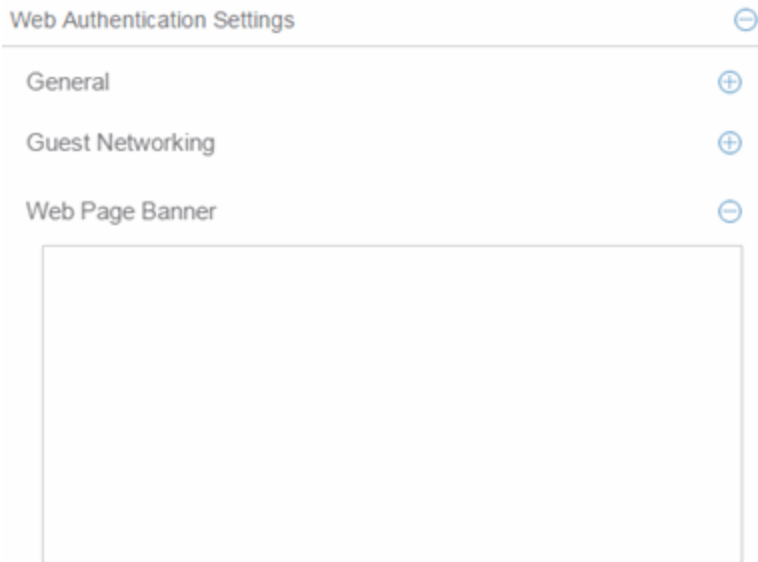 Web Authentication Settings
General
Guest Networking
Web Page Banner